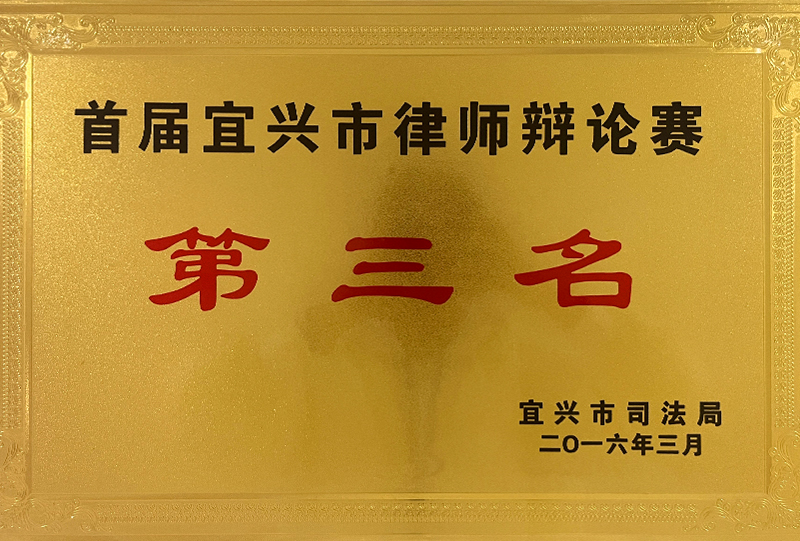 首届宜兴市律师辩论赛
第三名
宜兴市司法局
二〇一六年三月